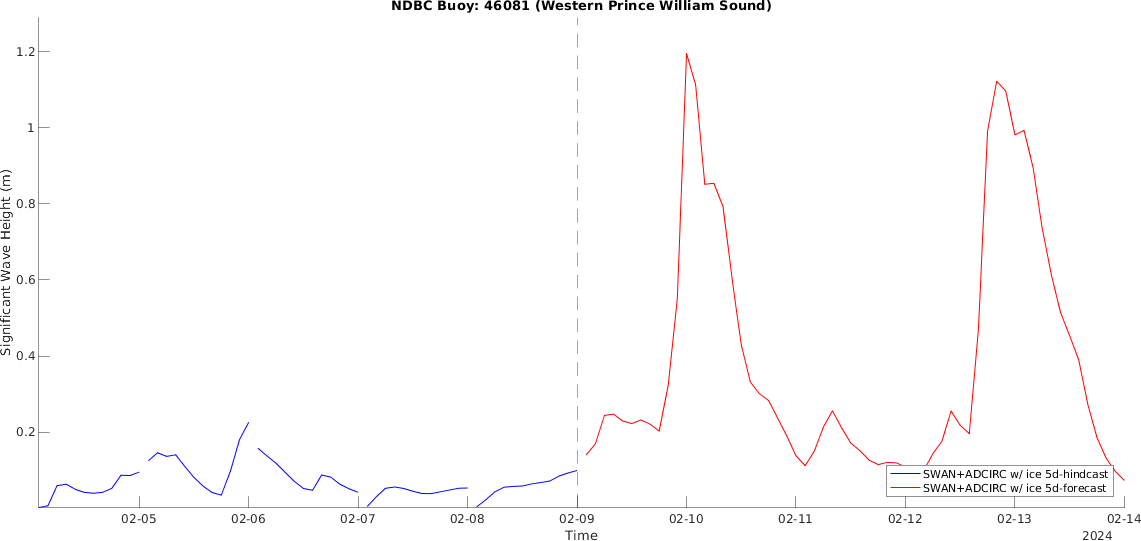 NDBC Buoy: 46081 (Western Prince William Sound)
Significant Wave Height (m)
1.2
1
0.8
0.6
0.4
0.2
SWAN+ADCIRC w/ ice 5d-hindcast
SWAN+ADCIRC w/ ice 5d-forecast
02-05 02-06 02-07 02-08 02-09 02-10 02-11 02-12 02-13 02-14
Time
2024